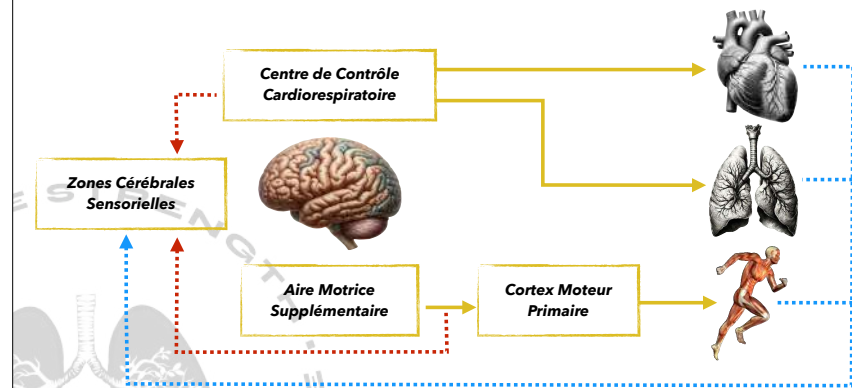 Centre de Contrôle
Cardiorespiratoire
Zones Cérébrales
Sensorielles
Aire Motrice
Supplémentaire
Cortex Moteur
Primaire